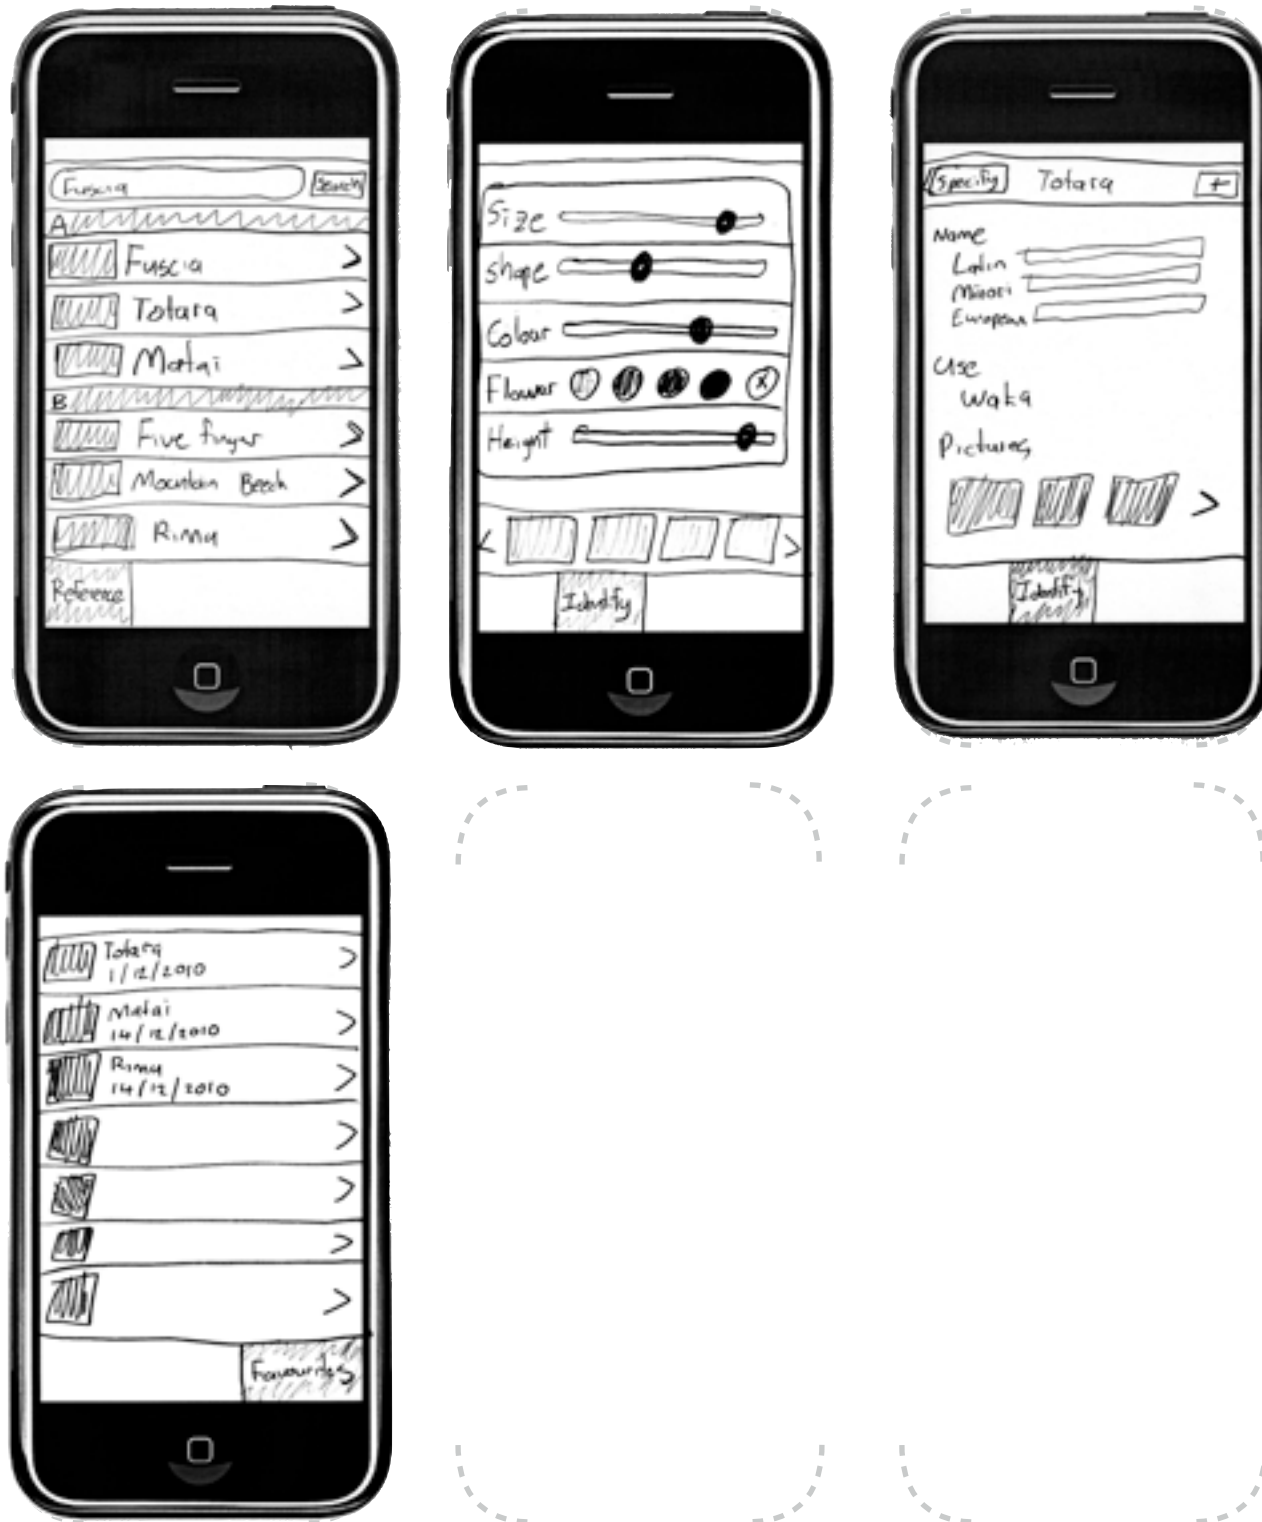 Fuscia Search
A
Fuscia
Totara
Matai
B
Five finger
Mountain Beech
Rimu
Reference
Size
Shape
Colour
Flower X
Height
Identify
Specify Totara +
Name
Latin
Maori
European
Use
Waka
Pictures
Identify
Totara
1/12/2010
Matai
14/12/2010
Rimu
14/12/2010
Favourites